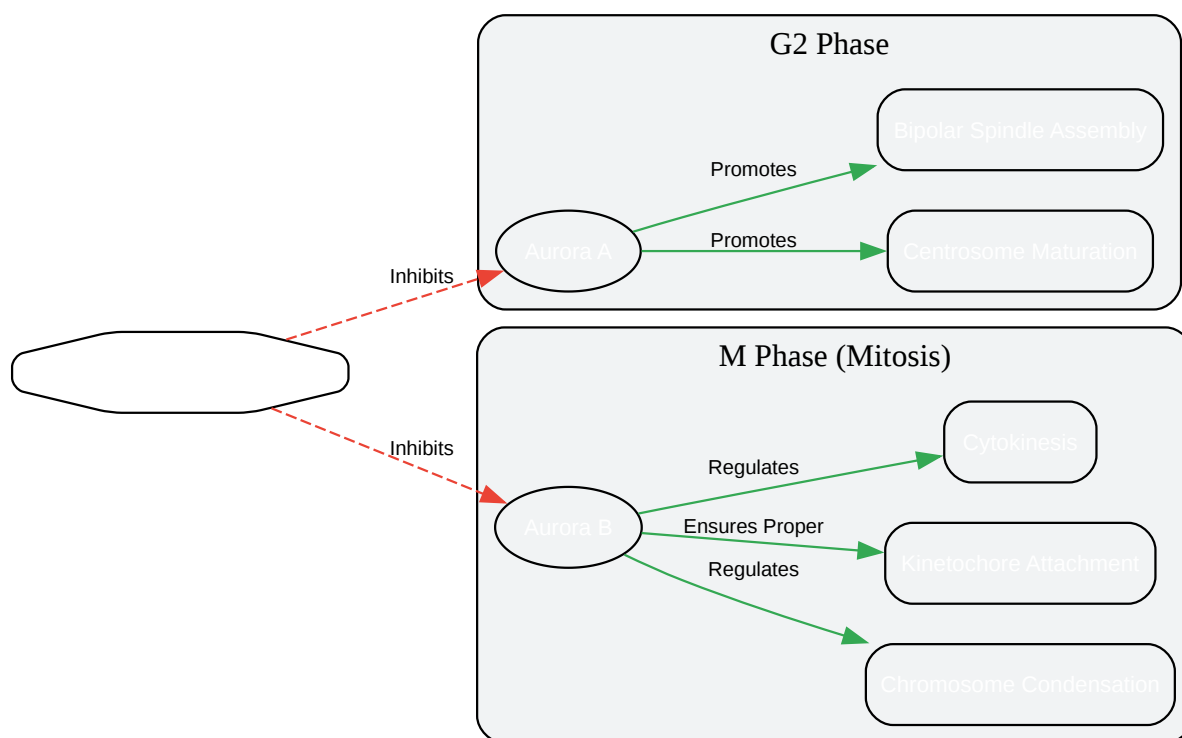 G2 Phase
Bipolar Spindle Assembly
Promotes
Aurora A
Promotes
Centrosome Maturation
Inhibits
M Phase (Mitosis)
Cytokinesis
Inhibits
Regulates
Aurora B
Ensures Proper
Kinetochore Attachment
Regulates
Chromosome Condensation